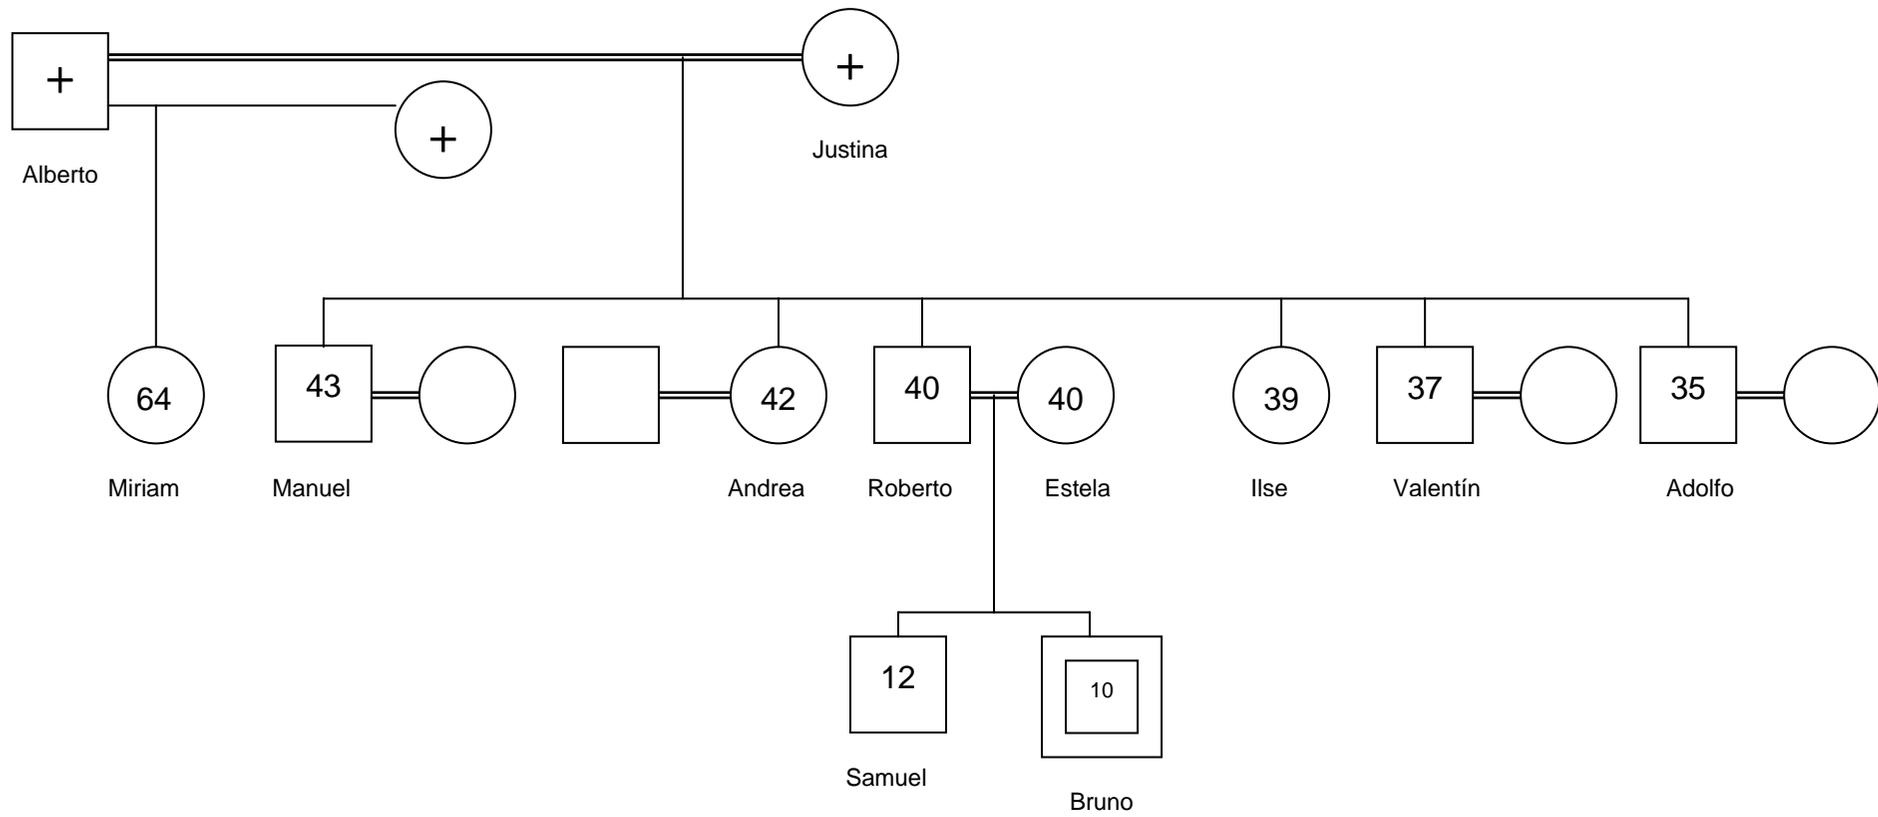 +
+
+
Justina
Alberto
64
43
42
40
40
39
37
35
Miriam
Manuel
Andrea
Roberto
Estela
Ilse
Valentín
Adolfo
12
10
Samuel
Bruno